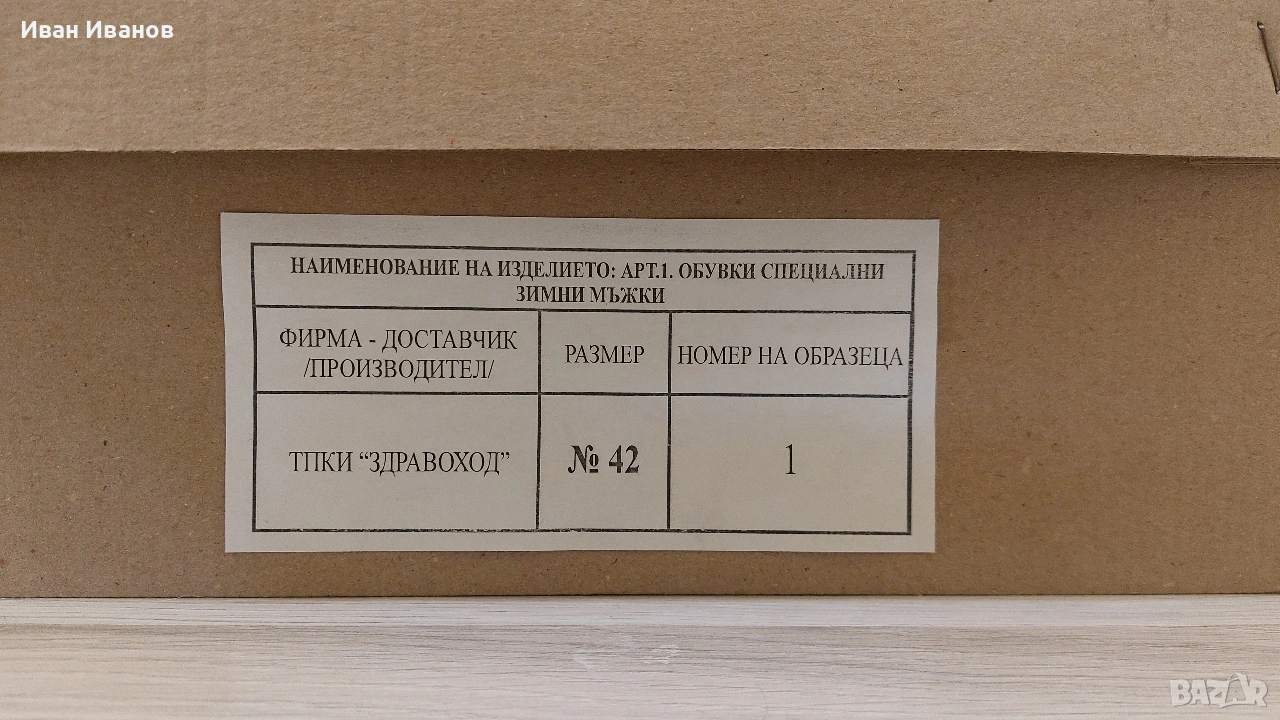 Иван Иванов
НАИМЕНОВАНИЕ НА ИЗДЕЛИЕТО: АРТ.1. ОБУВКИ СПЕЦИАЛНИ
ЗИМНИ МЪЖКИ
ФИРМА - ДОСТАВЧИК
/ПРОИЗВОДИТЕЛ/
РАЗМЕР
НОМЕР НА ОБРАЗЕЦА
ТПКИ “ЗДРАВОХОД”
№ 42
1
BAZAR